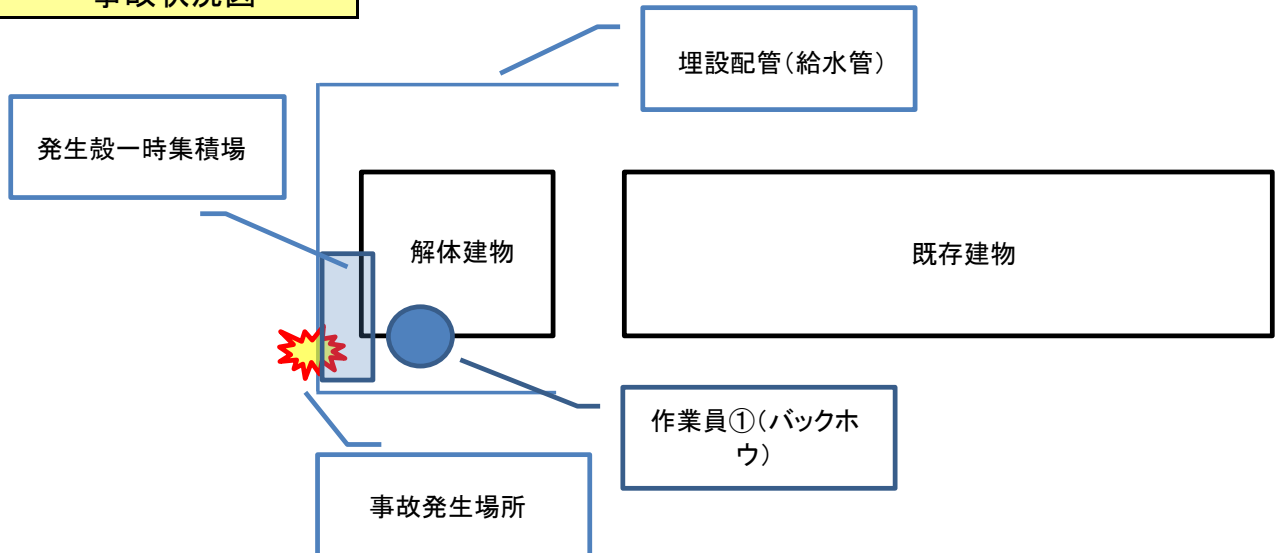 事故状況図
埋設配管（給水管）
発生殻一時集積場
解体建物
既存建物
作業員①（バックホ
ウ）
事故発生場所